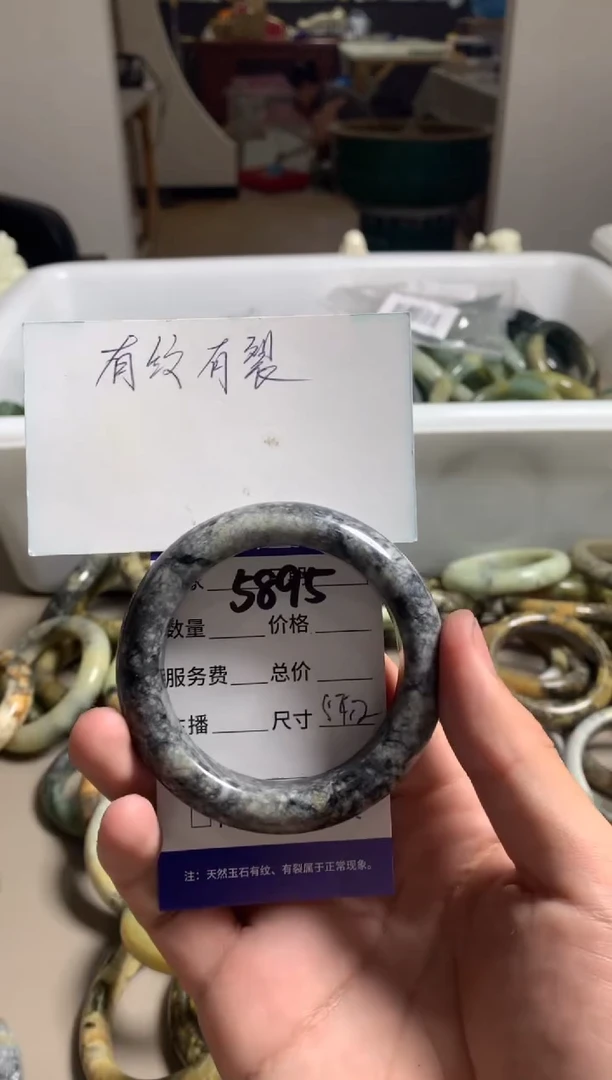 有纹有裂
5895
数量 价格
服务费 总价
播 尺寸
注：天然玉石有纹、有裂属于正常现象。